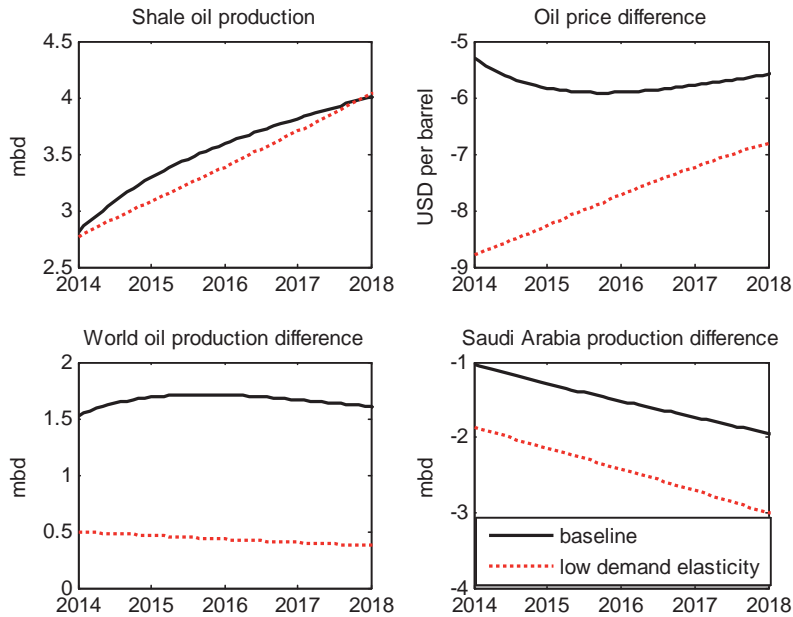 Shale oil production
4.5
4
3.5
3
2.5
mbd
2014 2015 2016 2017 2018
Oil price difference
-5
-6
-7
-8
-9
USD per barrel
2014 2015 2016 2017 2018
World oil production difference
2
1.5
1
0.5
0
mbd
2014 2015 2016 2017 2018
Saudi Arabia production difference
-1
-2
-3
-4
mbd
baseline
low demand elasticity
2014 2015 2016 2017 2018